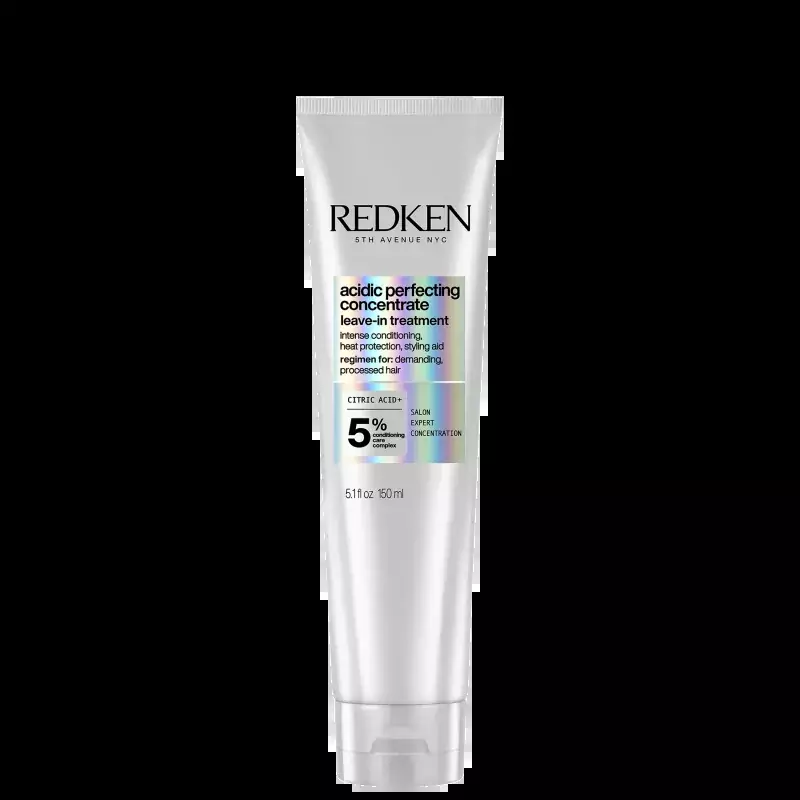 REDKEN
5TH AVENUE NYC
acidic perfecting
concentrate
leave-in treatment
intense conditioning,
heat protection, styling aid
regimen for: demanding,
processed hair
CITRIC ACID+
5%
conditioning
care
complex
SALON
EXPERT
CONCENTRATION
5.1 fl oz 150 ml